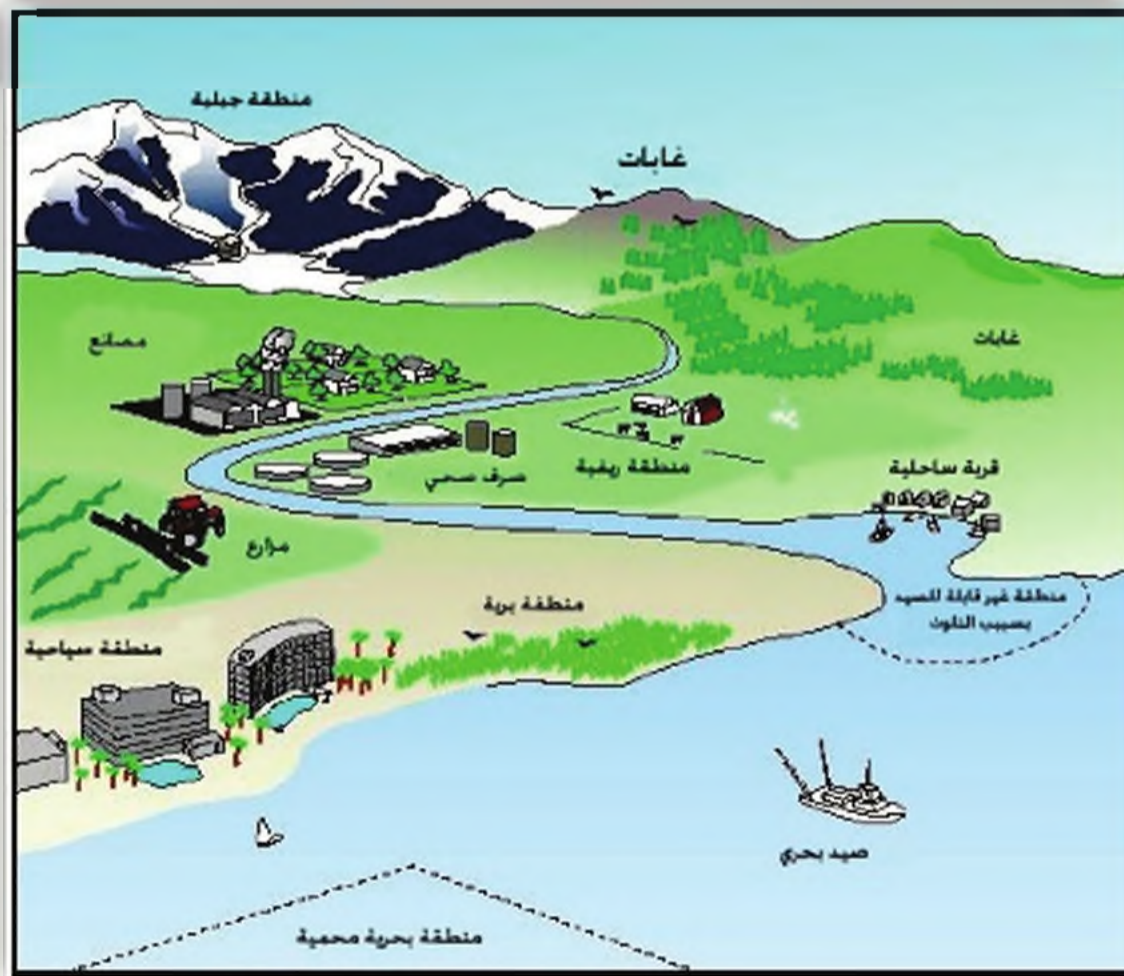 منطقة جبلية
غابات
مصانع
غابات
صرف صحي
منطقة ريفية
قرية ساحلية
مزارع
منطقة برية
منطقة غير قابلة للصيد
بسبب التلوث
منطقة سياحية
صيد بحري
منطقة بحرية محمية